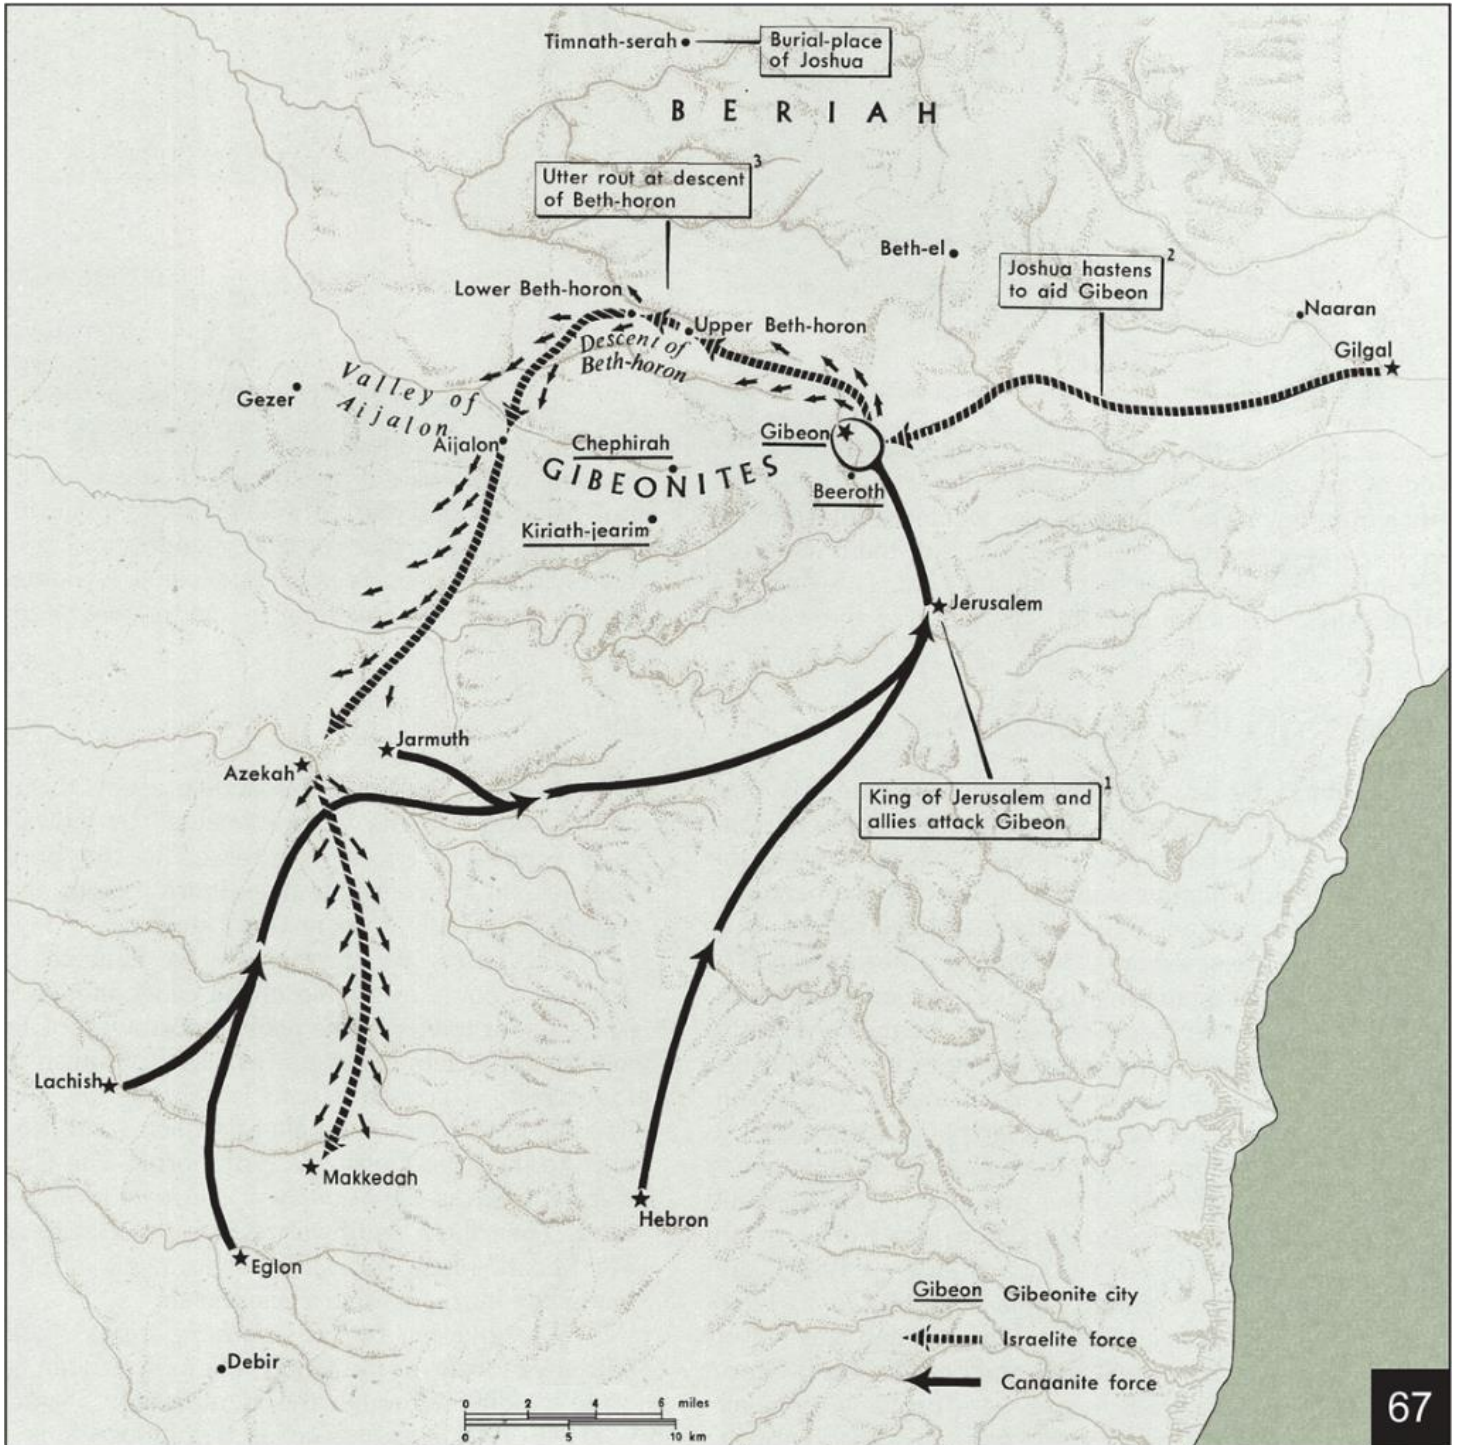 Timnath-serah
Burial-place
of Joshua
BERIAH
3
Utter rout at descent
of Beth-horon
Beth-el
2
Joshua hastens
to aid Gibeon
Lower Beth-horon
Naaran
Upper Beth-horon
Descent of
Beth-horon
Gilgal
Valley of
Aijalon
Gezer
Aijalon
Chephirah
Gibeon
GIBEONITES
Beeroth
Kiriath-jearim
Jerusalem
Jarmuth
Azekah
1
King of Jerusalem and
allies attack Gibeon
Lachish
Makkedah
Hebron
Eglon
Gibeon Gibeonite city
Israelite force
Debir
Canaanite force
0 2 4 6 miles
0 5 10 km
67